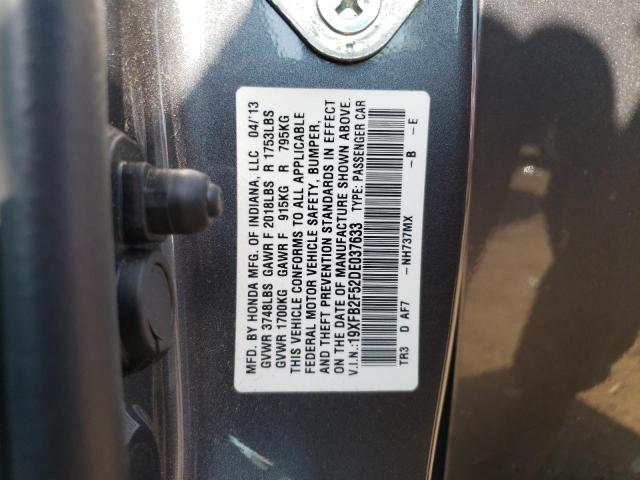 MFD. BY HONDA MFG. OF INDIANA, LLC 04/'13
GVWR 3748LBS GAWR F 2018LBS R 1753LBS
GVWR 1700KG GAWR F 915KG R 795KG
THIS VEHICLE CONFORMS TO ALL APPLICABLE
FEDERAL MOTOR VEHICLE SAFETY, BUMPER,
AND THEFT PREVENTION STANDARDS IN EFFECT
ON THE DATE OF MANUFACTURE SHOWN ABOVE.
V.I.N.:19XFB2F52DE037633 TYPE: PASSENGER CAR
TR3 D AF7 -NH737MX -B -E